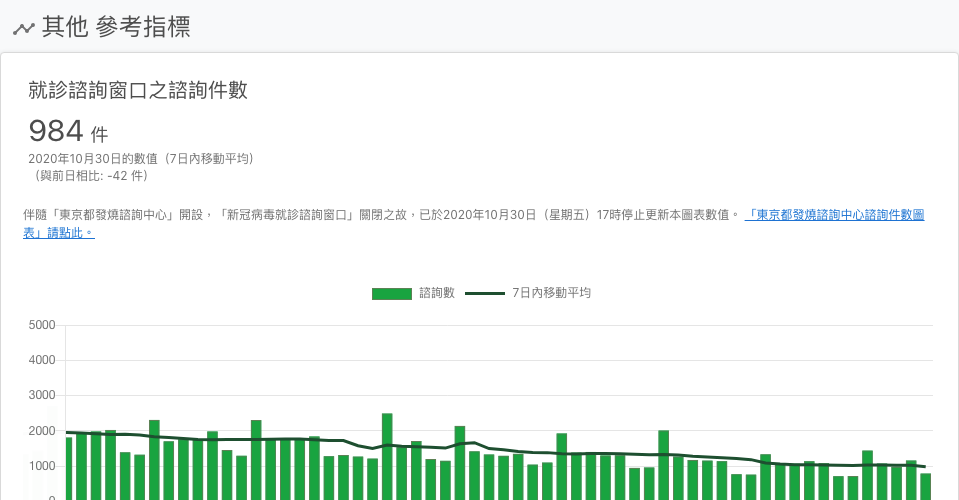 其他 參考指標
就診諮詢窗口之諮詢件數
984 件
2020年10月30日的數值（7日內移動平均）
（與前日相比: -42 件）
伴隨「東京都發燒諮詢中心」開設，「新冠病毒就診諮詢窗口」關閉之故，已於2020年10月30日（星期五）17時停止更新本圖表數值。 「東京都發燒諮詢中心諮詢件數圖
表」請點此。
諮詢數 7日內移動平均
5000
4000
3000
2000
1000
0